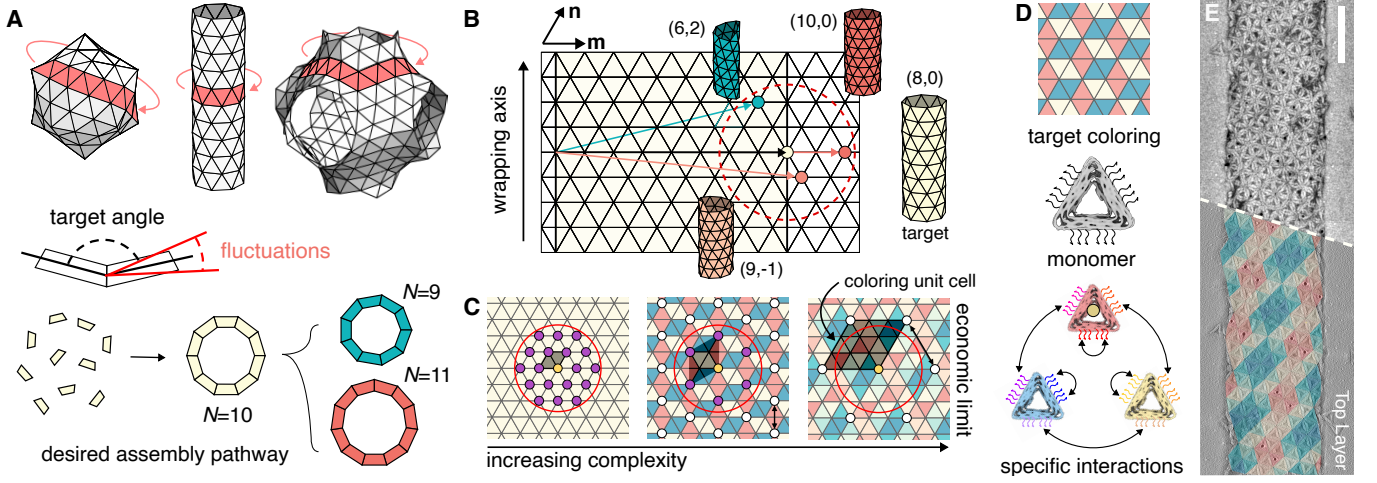 A
target angle
fluctuations
N=9
N=10
N=11
desired assembly pathway
B
n
m
wrapping axis
(6,2)
(10,0)
(8,0)
target
(9,-1)
C
coloring unit cell
economic limit
increasing complexity
D
target coloring
monomer
specific interactions
E
Top Layer